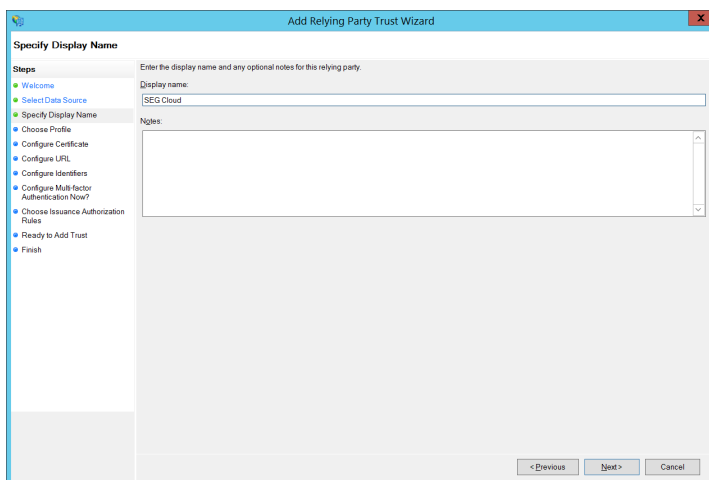 Add Relying Party Trust Wizard
X
Specify Display Name
Steps
Welcome
Select Data Source
Specify Display Name
Choose Profile
Configure Certificate
Configure URL
Configure Identifiers
Configure Multi-factor
Authentication Now?
Choose Issuance Authorization
Rules
Ready to Add Trust
Finish
Enter the display name and any optional notes for this relying party.
Display name:
SEG Cloud
Notes:
< Previous
Next >
Cancel